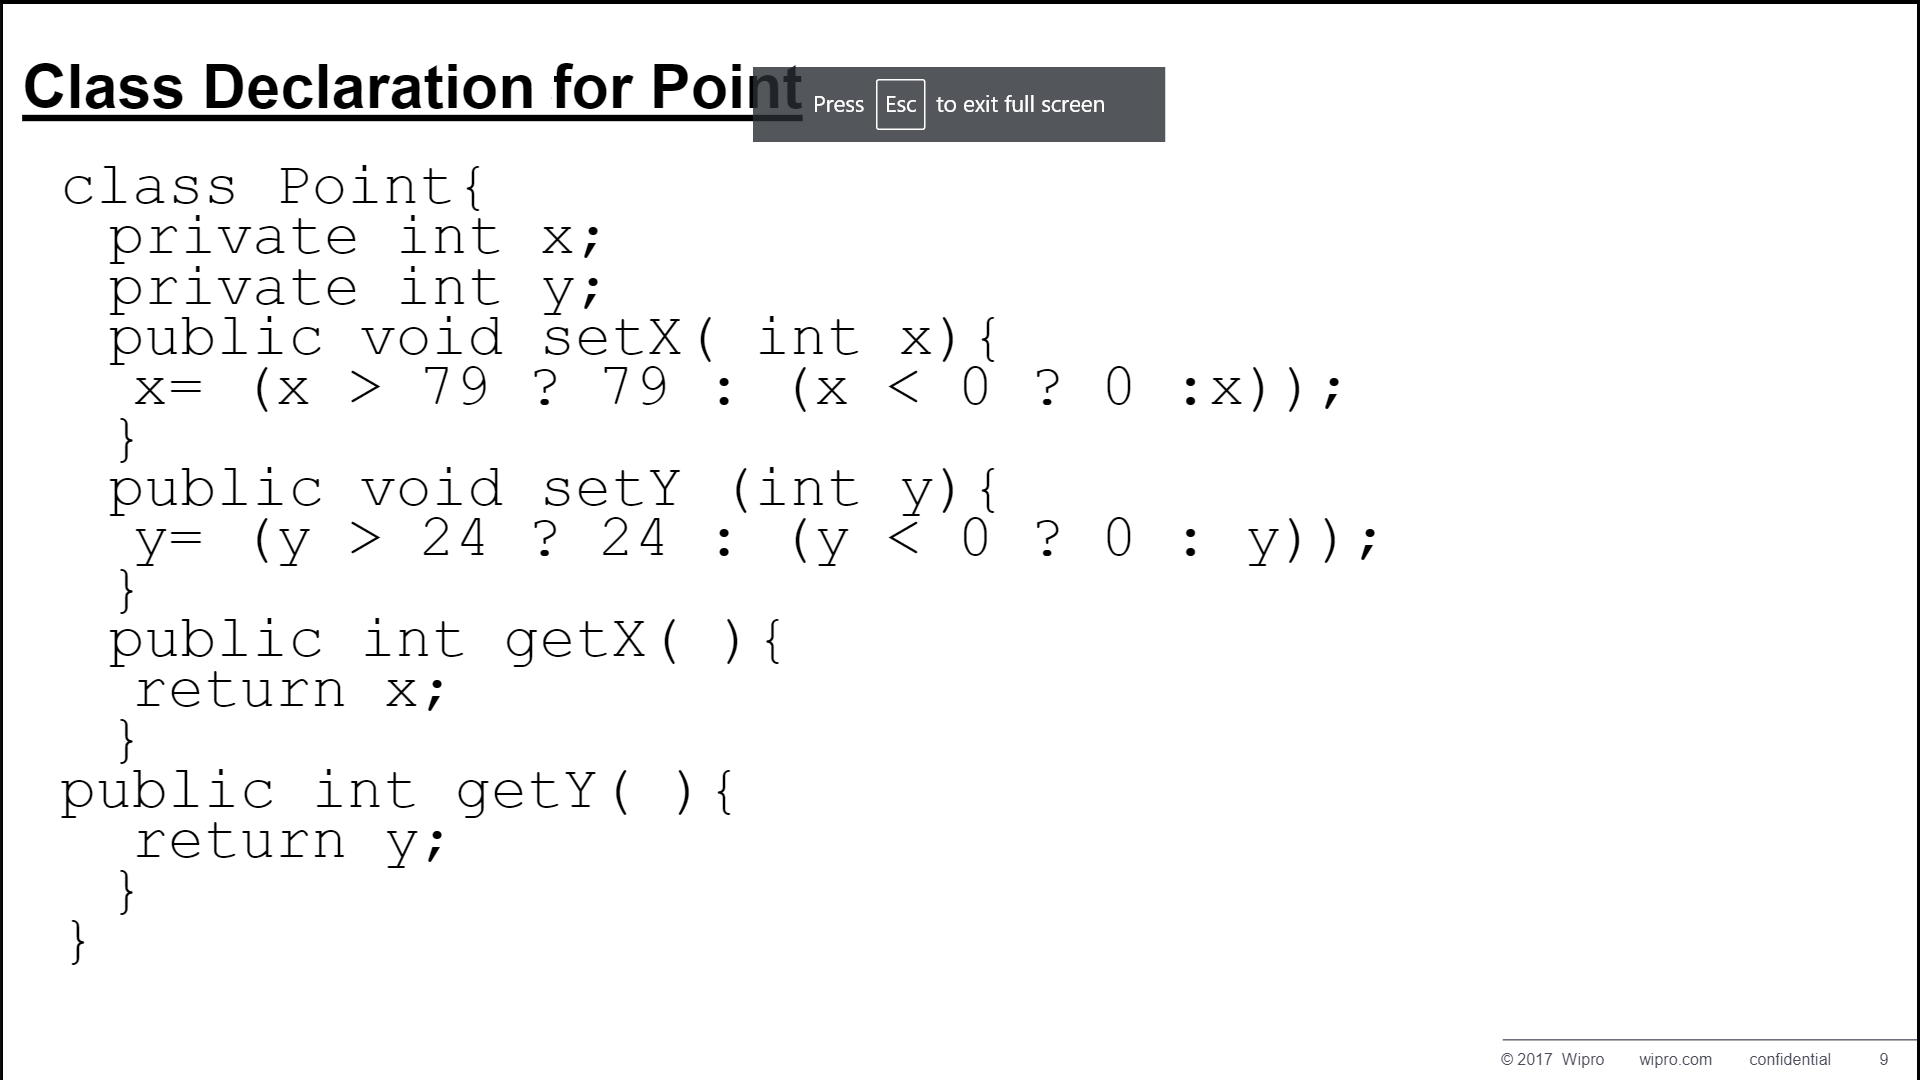 Class Declaration for Point
Press Esc to exit full screen
class Point{
private int x;
private int y;
public void setX( int x){
x= (x > 79 ? 79 : (x < 0 ? 0 :x));
}
public void setY (int y){
y= (y > 24 ? 24 : (y < 0 ? 0 : y));
}
public int getX( ){
return x;
}
public int getY( ){
return y;
}
}
© 2017 Wipro wipro.com confidential 9